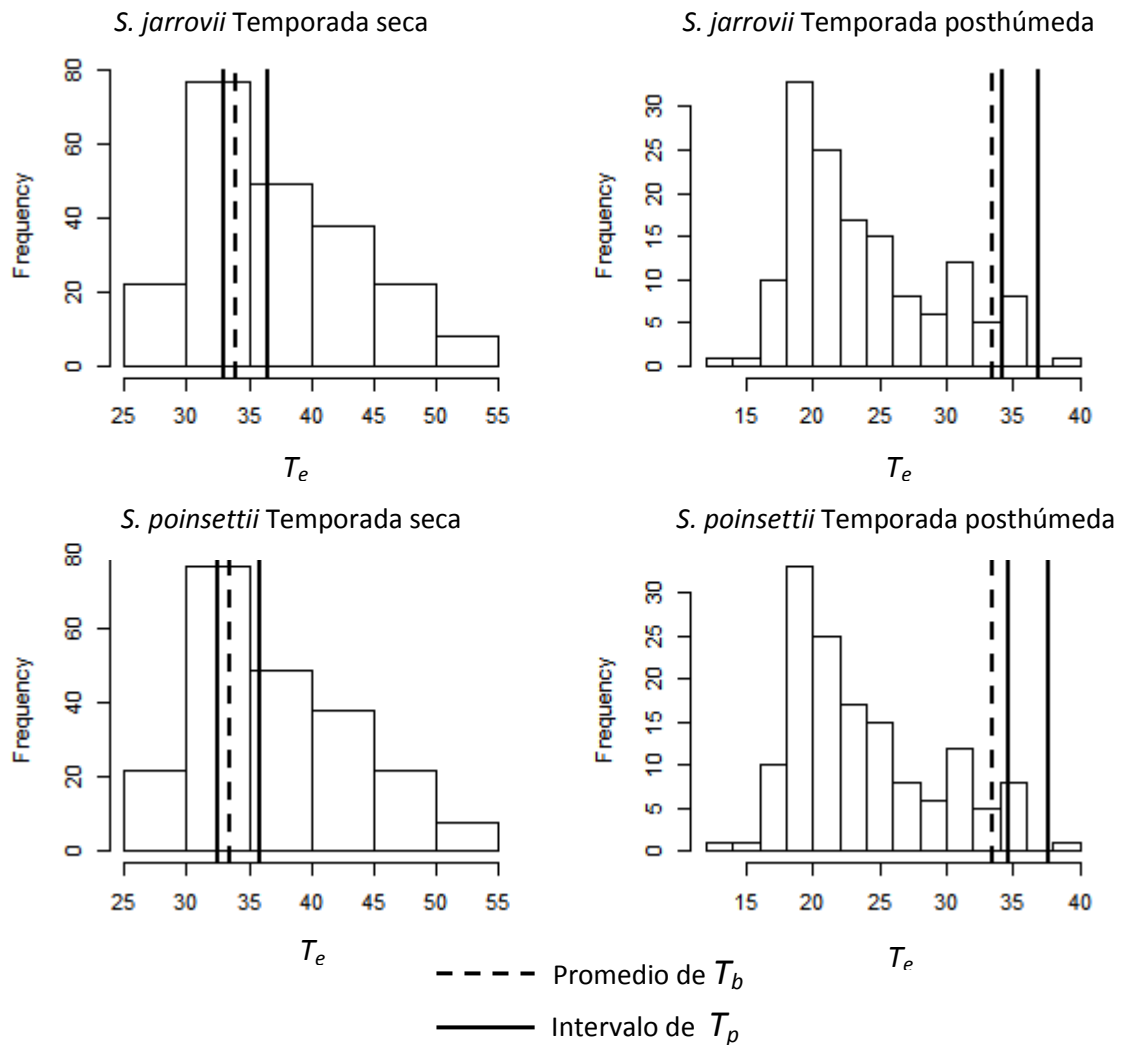 S. jarrovii Temporada seca
Frequency
0 20 40 60 80
25 30 35 40 45 50 55
Te
S. jarrovii Temporada posthúmeda
Frequency
0 5 10 15 20 25 30
15 20 25 30 35 40
Te
S. poinsettii Temporada seca
Frequency
0 20 40 60 80
25 30 35 40 45 50 55
Te
S. poinsettii Temporada posthúmeda
Frequency
0 5 10 15 20 25 30
15 20 25 30 35 40
Te
Promedio de Tb
Intervalo de Tp